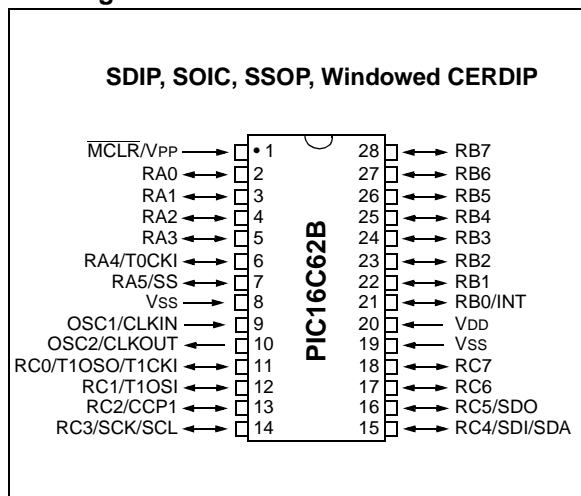 SDIP, SOIC, SSOP, Windowed CERDIP
MCLR/VPP • 1 28 RB7
RA0 2 27 RB6
RA1 3 26 RB5
RA2 4 25 RB4
RA3 5 24 RB3
RA4/T0CKI 6 23 RB2
RA5/SS 7 22 RB1
VSS 8 21 RB0/INT
OSC1/CLKIN 9 20 VDD
OSC2/CLKOUT 10 19 VSS
RC0/T1OSO/T1CKI 11 18 RC7
RC1/T1OSI 12 17 RC6
RC2/CCP1 13 16 RC5/SDO
RC3/SCK/SCL 14 15 RC4/SDI/SDA
PIC16C62B